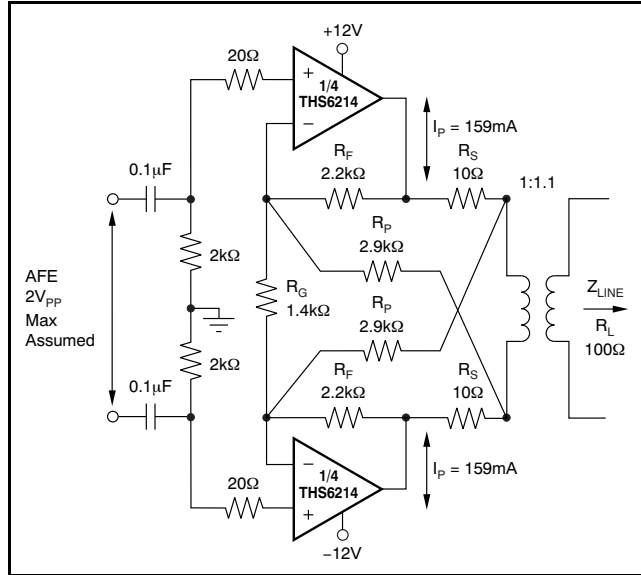 +12V
20Ω
+
1/4
THS6214
−
I_P = 159mA
R_F
2.2kΩ
R_S
10Ω
1:1.1
0.1μF
R_P
2.9kΩ
2kΩ
AFE
2V_PP
Max
Assumed
R_G
1.4kΩ
R_P
2.9kΩ
Z_LINE
R_L
100Ω
2kΩ
0.1μF
R_F
2.2kΩ
R_S
10Ω
−
1/4
THS6214
+
I_P = 159mA
20Ω
−12V